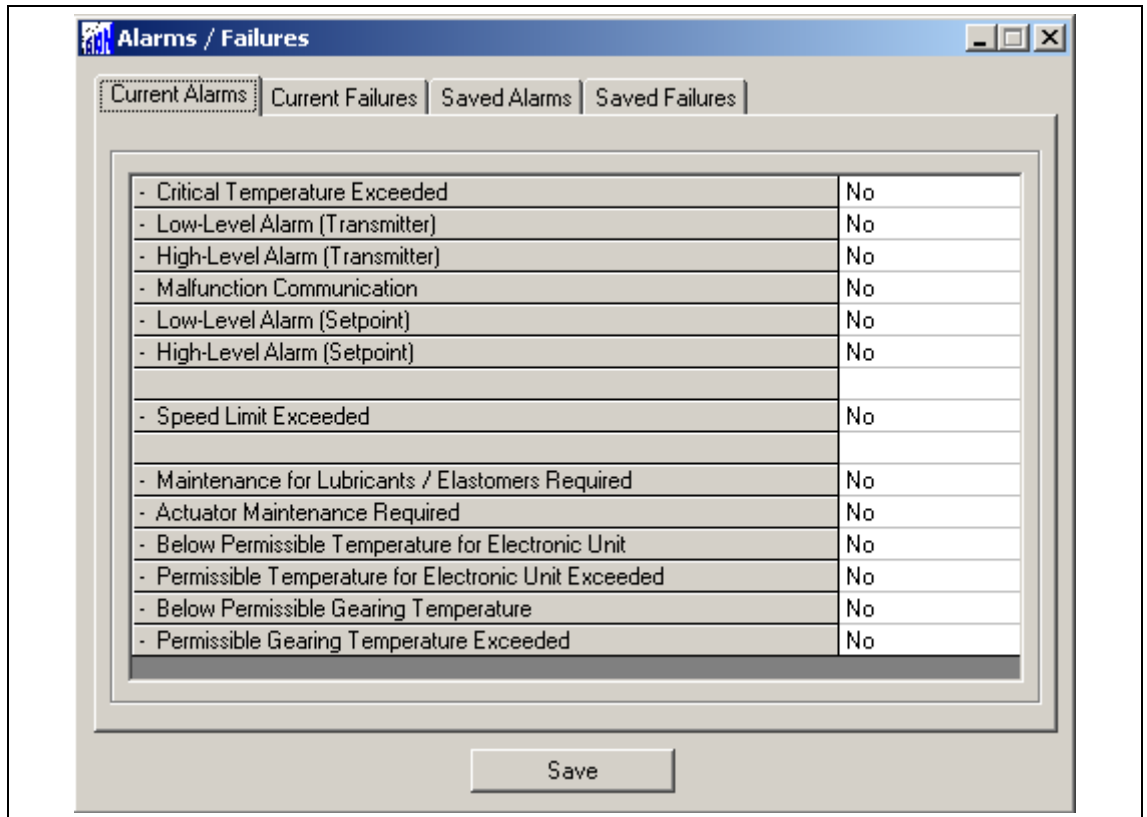 Alarms / Failures
Current Alarms Current Failures Saved Alarms Saved Failures
- Critical Temperature Exceeded No
- Low-Level Alarm (Transmitter) No
- High-Level Alarm (Transmitter) No
- Malfunction Communication No
- Low-Level Alarm (Setpoint) No
- High-Level Alarm (Setpoint) No
- Speed Limit Exceeded No
- Maintenance for Lubricants / Elastomers Required No
- Actuator Maintenance Required No
- Below Permissible Temperature for Electronic Unit No
- Permissible Temperature for Electronic Unit Exceeded No
- Below Permissible Gearing Temperature No
- Permissible Gearing Temperature Exceeded No
Save